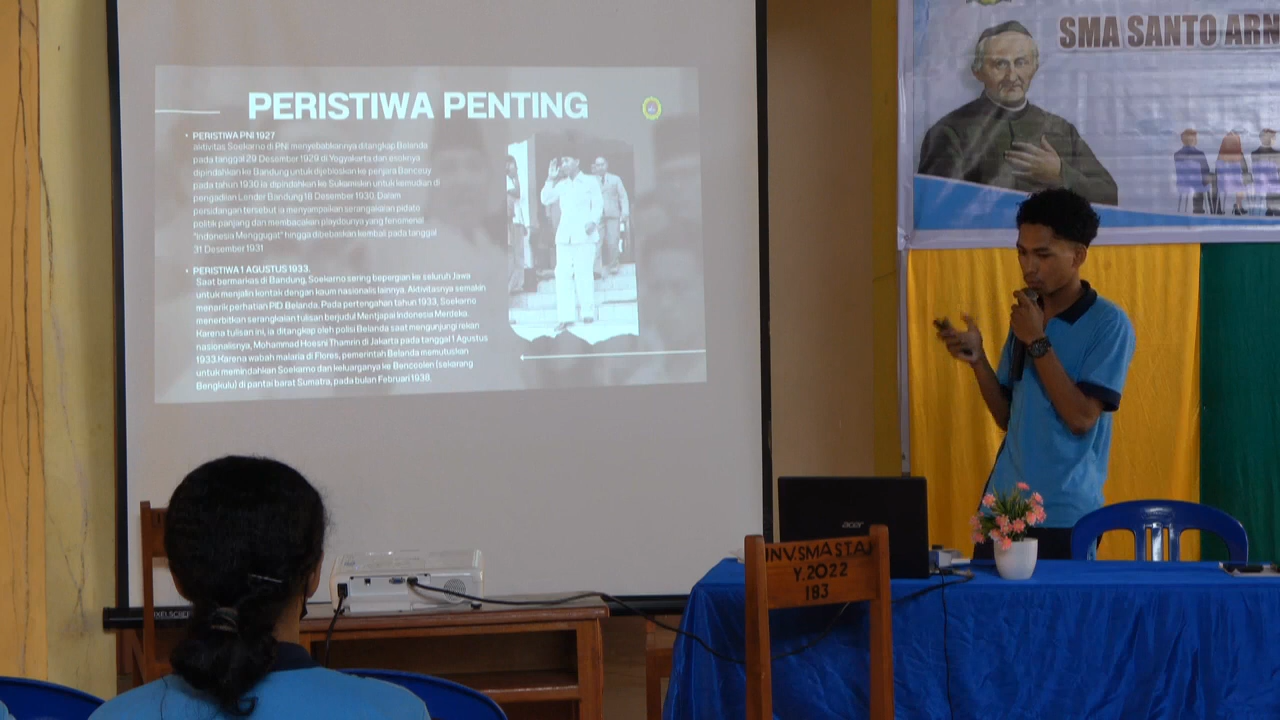 PERISTIWA PENTING
PERISTIWA PNI 1927
aktivitas Soekarno di PNI menyebabkannya ditangkap Belanda
pada tanggal 29 Desember 1929 di Yogyakarta dan esoknya
dipindahkan ke Bandung untuk dijebloskan ke penjara Banceuy
pada tahun 1930 ia dipindahkan ke Sukamiskin untuk kemudian di
pengadilan Lander Bandung 18 Desember 1930. Dalam
persidangan tersebut ia menyampaikan serangkaran pidato
politik panjang dan membacakan playdounya yang fenomenal
"Indonesia Menggugat" hingga dibebaskan kembali pada tanggal
31 Desember 1931
PERISTIWA 1 AGUSTUS 1933.
Saat bermarkas di Bandung, Soekarno sering bepergian ke seluruh Jawa
untuk menjalin kontak dengan kaum nasionalis lainnya. Aktivitasnya semakin
menarik perhatian PID Belanda. Pada pertengahan tahun 1933, Soekarno
menerbitkan serangkaian tulisan berjudul Mentjapai Indonesia Merdeka
Karena tulisan ini, ia ditangkap oleh polisi Belanda saat mengunjungi rekan
nasionalisnya, Mohammad Hoesni Thamrin di Jakarta pada tanggal 1 Agustus
1933.Karena wabah malaria di Flores, pemerintah Belanda memutuskan
untuk memindahkan Soekarno dan keluarganya ke Bencoolen (sekarang
Bengkulu) di pantai barat Sumatra, pada bulan Februari 1938.
SMA SANTO ARN
acer
INV.SMASTAR
Y.2022
183